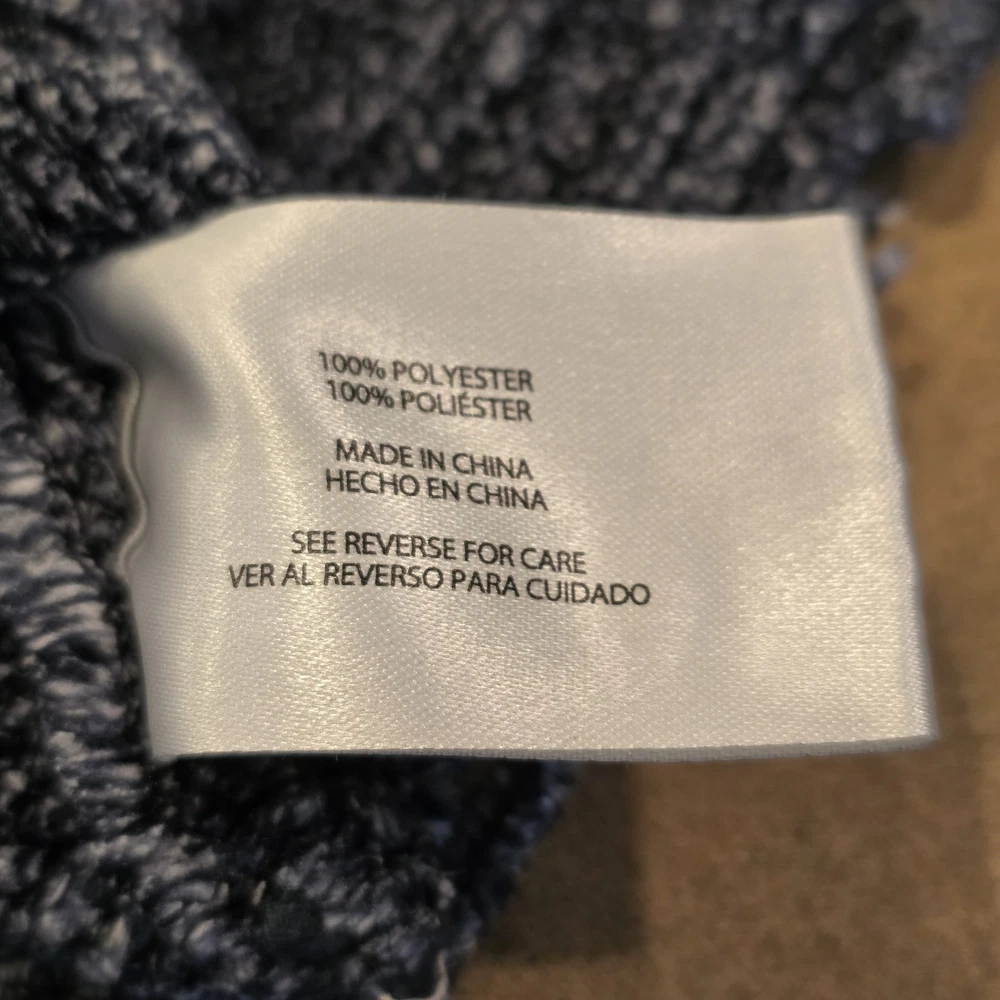 100% POLYESTER
100% POLIÉSTER
MADE IN CHINA
HECHO EN CHINA
SEE REVERSE FOR CARE
VER AL REVERSO PARA CUIDADO